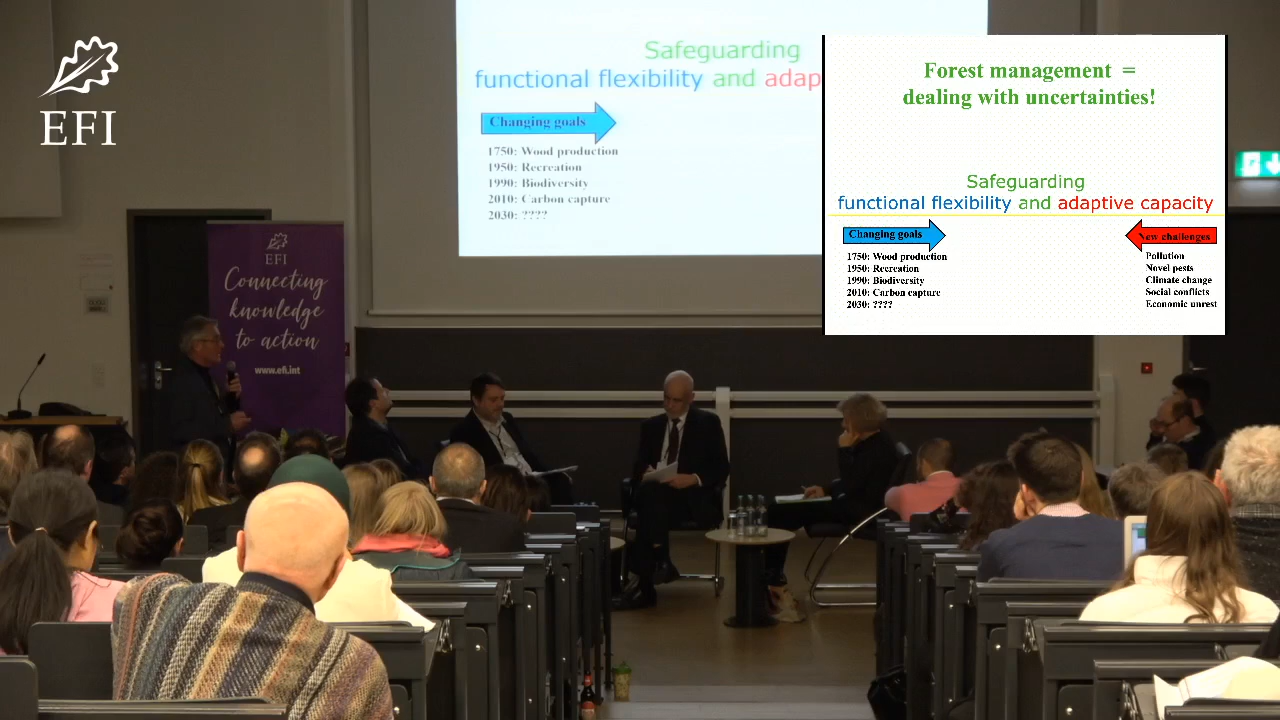 EFI
Safeguarding
functional flexibility and adap
Changing goals
1750: Wood production
1950: Recreation
1990: Biodiversity
2010: Carbon capture
2030: ????
Forest management =
dealing with uncertainties!
Safeguarding
functional flexibility and adaptive capacity
Changing goals
1750: Wood production
1950: Recreation
1990: Biodiversity
2010: Carbon capture
2030: ????
New challenges
Pollution
Novel pests
Climate change
Social conflicts
Economic unrest
EFI
Connecting
knowledge
to action
www.efi.int